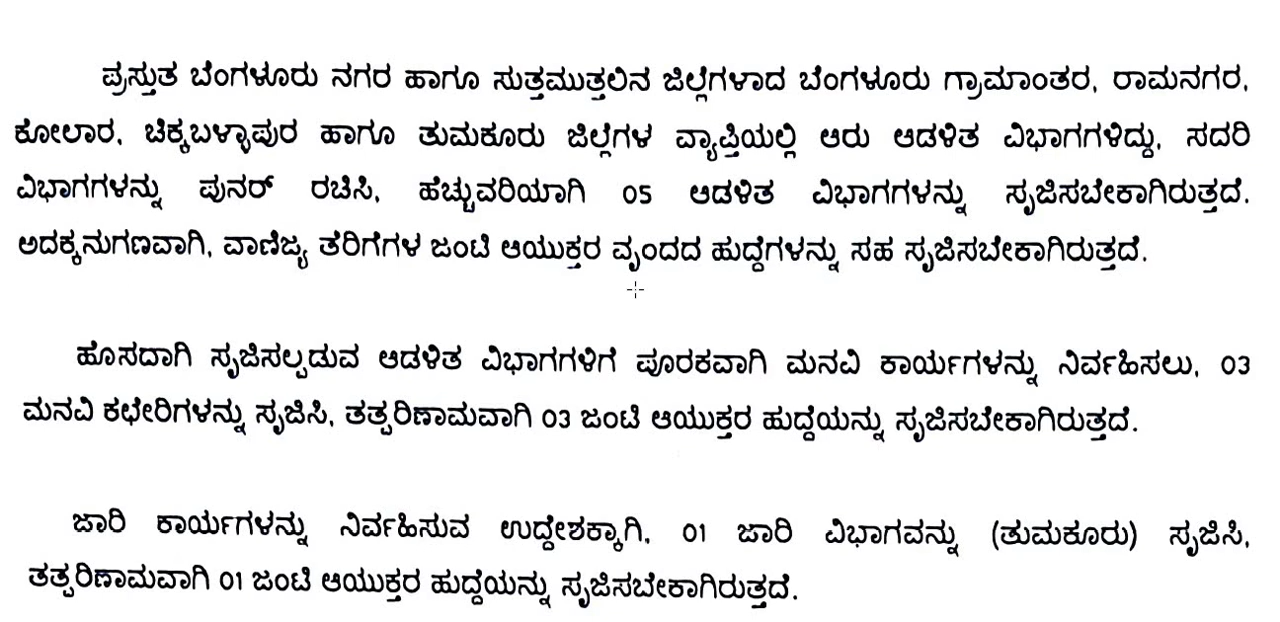 ಪ್ರಸ್ತುತ ಬೆಂಗಳೂರು ನಗರ ಹಾಗೂ ಸುತ್ತಮುತ್ತಲಿನ ಜಿಲ್ಲೆಗಳಾದ ಬೆಂಗಳೂರು ಗ್ರಾಮಾಂತರ, ರಾಮನಗರ,
ಕೋಲಾರ, ಚಿಕ್ಕಬಳ್ಳಾಪುರ ಹಾಗೂ ತುಮಕೂರು ಜಿಲ್ಲೆಗಳ ವ್ಯಾಪ್ತಿಯಲ್ಲಿ ಆರು ಆಡಳಿತ ವಿಭಾಗಗಳಿದ್ದು, ಸದರಿ
ವಿಭಾಗಗಳನ್ನು ಪುನರ್ ರಚಿಸಿ, ಹೆಚ್ಚುವರಿಯಾಗಿ 05 ಆಡಳಿತ ವಿಭಾಗಗಳನ್ನು ಸೃಜಿಸಬೇಕಾಗಿರುತ್ತದೆ.
ಅದಕ್ಕನುಗಣವಾಗಿ, ವಾಣಿಜ್ಯ ತೆರಿಗೆಗಳ ಜಂಟಿ ಆಯುಕ್ತರ ವೃಂದದ ಹುದ್ದೆಗಳನ್ನು ಸಹ ಸೃಜಿಸಬೇಕಾಗಿರುತ್ತದೆ.
ಹೊಸದಾಗಿ ಸೃಜಿಸಲ್ಪಡುವ ಆಡಳಿತ ವಿಭಾಗಗಳಿಗೆ ಪೂರಕವಾಗಿ ಮನವಿ ಕಾರ್ಯಗಳನ್ನು ನಿರ್ವಹಿಸಲು, 03
ಮನವಿ ಕಛೇರಿಗಳನ್ನು ಸೃಜಿಸಿ, ತತ್ಪರಿಣಾಮವಾಗಿ 03 ಜಂಟಿ ಆಯುಕ್ತರ ಹುದ್ದೆಯನ್ನು ಸೃಜಿಸಬೇಕಾಗಿರುತ್ತದೆ.
ಜಾರಿ ಕಾರ್ಯಗಳನ್ನು ನಿರ್ವಹಿಸುವ ಉದ್ದೇಶಕ್ಕಾಗಿ, 01 ಜಾರಿ ವಿಭಾಗವನ್ನು (ತುಮಕೂರು) ಸೃಜಿಸಿ,
ತತ್ಪರಿಣಾಮವಾಗಿ 01 ಜಂಟಿ ಆಯುಕ್ತರ ಹುದ್ದೆಯನ್ನು ಸೃಜಿಸಬೇಕಾಗಿರುತ್ತದೆ.